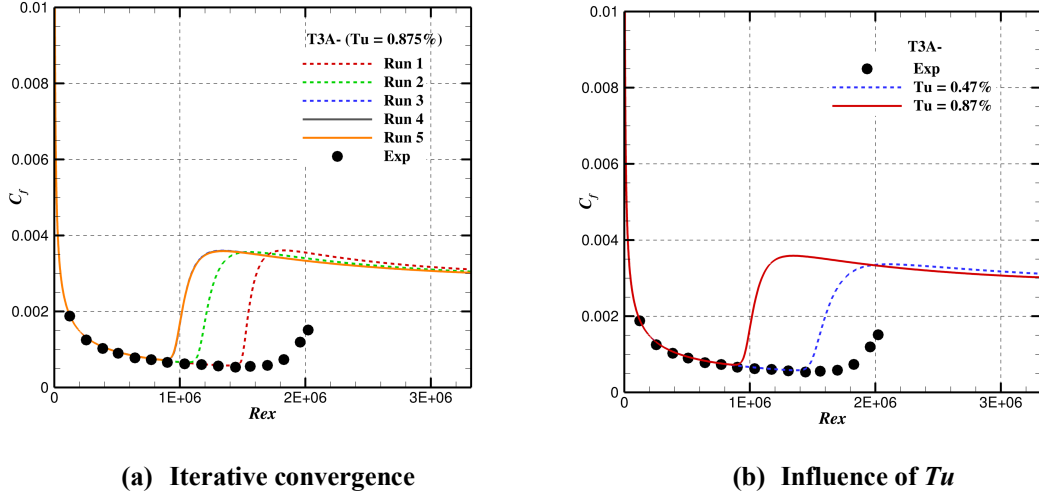 0.01
0.008
0.006
0.004
0.002
0
C_f
T3A- (Tu = 0.875%)
Run 1
Run 2
Run 3
Run 4
Run 5
Exp
0 1E+06 2E+06 3E+06
Rex
(a) Iterative convergence
0.01
0.008
0.006
0.004
0.002
0
C_f
T3A-
Exp
Tu = 0.47%
Tu = 0.87%
0 1E+06 2E+06 3E+06
Rex
(b) Influence of Tu